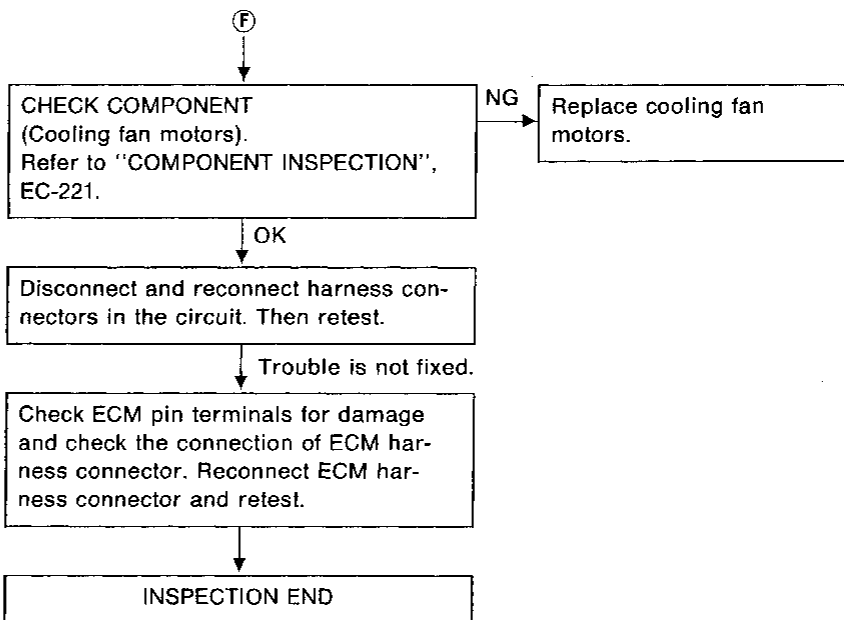 F
CHECK COMPONENT
(Cooling fan motors).
Refer to "COMPONENT INSPECTION",
EC-221.
NG
Replace cooling fan
motors.
OK
Disconnect and reconnect harness con-
nectors in the circuit. Then retest.
Trouble is not fixed.
Check ECM pin terminals for damage
and check the connection of ECM har-
ness connector. Reconnect ECM har-
ness connector and retest.
INSPECTION END